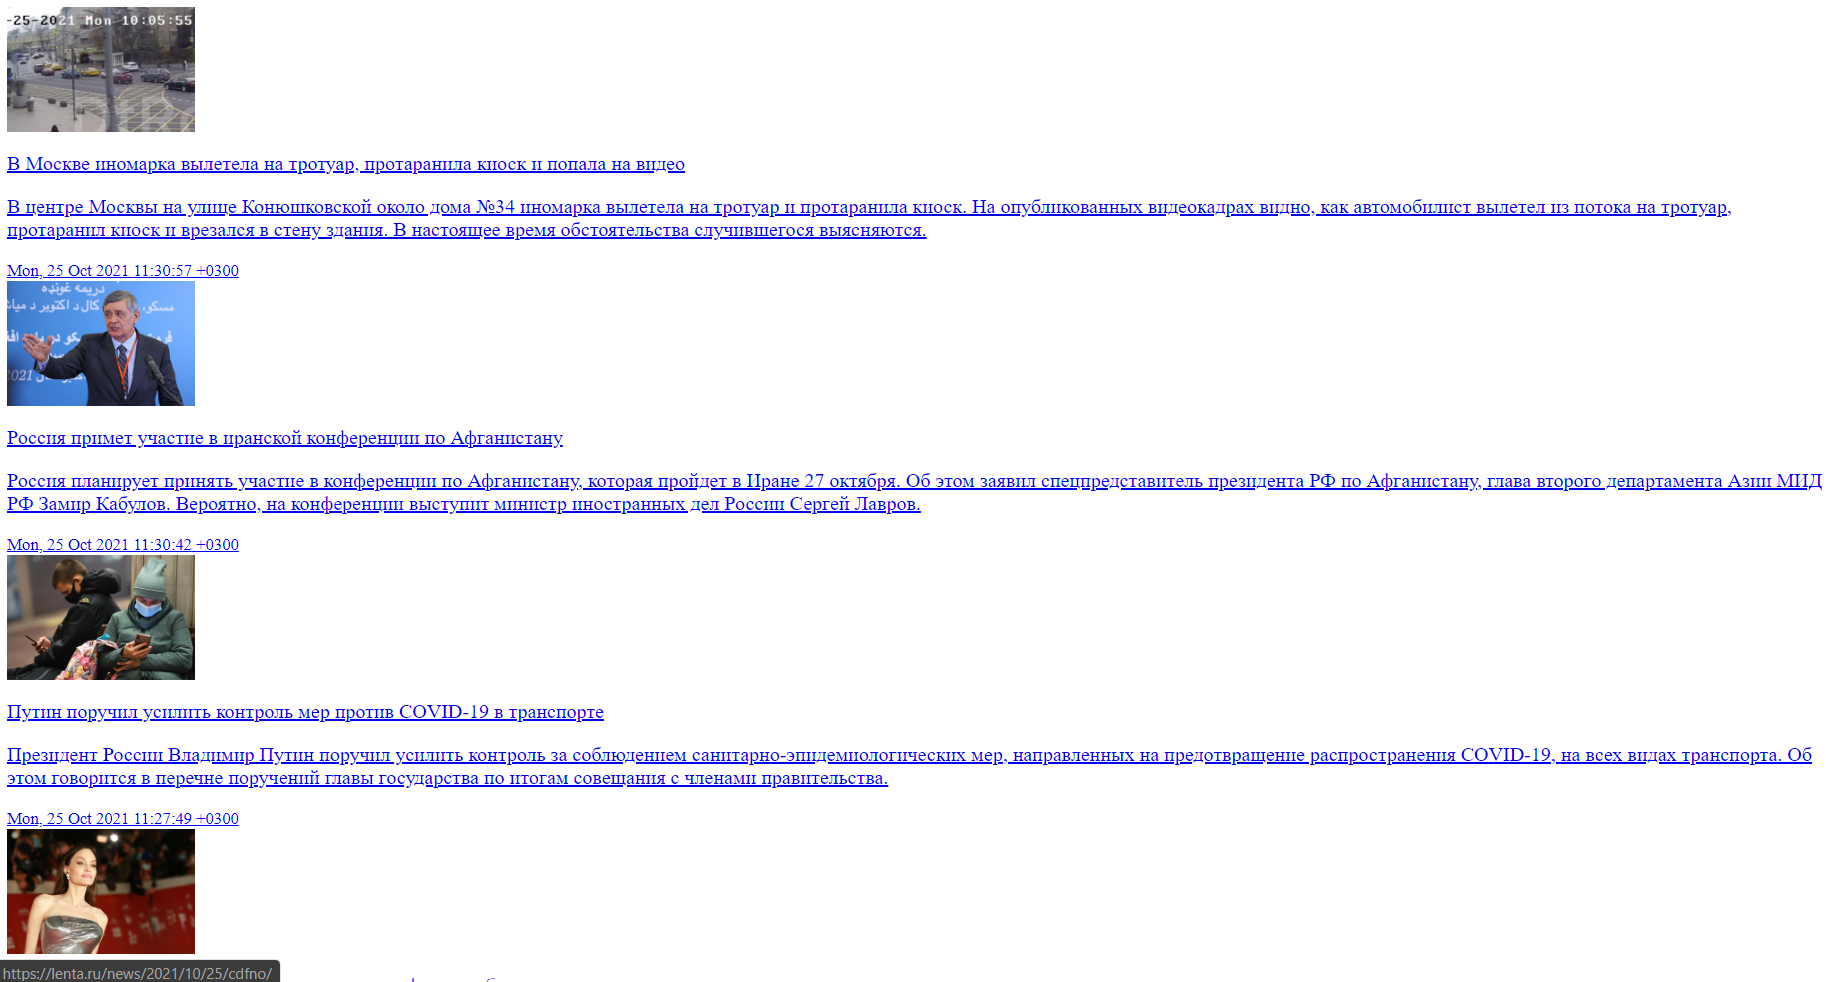 -25-2021 Mon 10:05:55
В Москве иномарка вылетела на тротуар, протаранила киоск и попала на видео
В центре Москвы на улице Конюшковской около дома №34 иномарка вылетела на тротуар и протаранила киоск. На опубликованных видеокадрах видно, как автомобилист вылетел из потока на тротуар,
протаранил киоск и врезался в стену здания. В настоящее время обстоятельства случившегося выясняются.
Mon, 25 Oct 2021 11:30:57 +0300
دريمه غونډه
مسکو، کال د اکتوبر د
2021
Россия примет участие в иранской конференции по Афганистану
Россия планирует принять участие в конференции по Афганистану, которая пройдет в Иране 27 октября. Об этом заявил спецпредставитель президента РФ по Афганистану, глава второго департамента Азии МИД
РФ Замир Кабулов. Вероятно, на конференции выступит министр иностранных дел России Сергей Лавров.
Mon, 25 Oct 2021 11:30:42 +0300
Путин поручил усилить контроль мер против COVID-19 в транспорте
Президент России Владимир Путин поручил усилить контроль за соблюдением санитарно-эпидемиологических мер, направленных на предотвращение распространения COVID-19, на всех видах транспорта. Об
этом говорится в перечне поручений главы государства по итогам совещания с членами правительства.
Mon, 25 Oct 2021 11:27:49 +0300
https://lenta.ru/news/2021/10/25/cdfno/